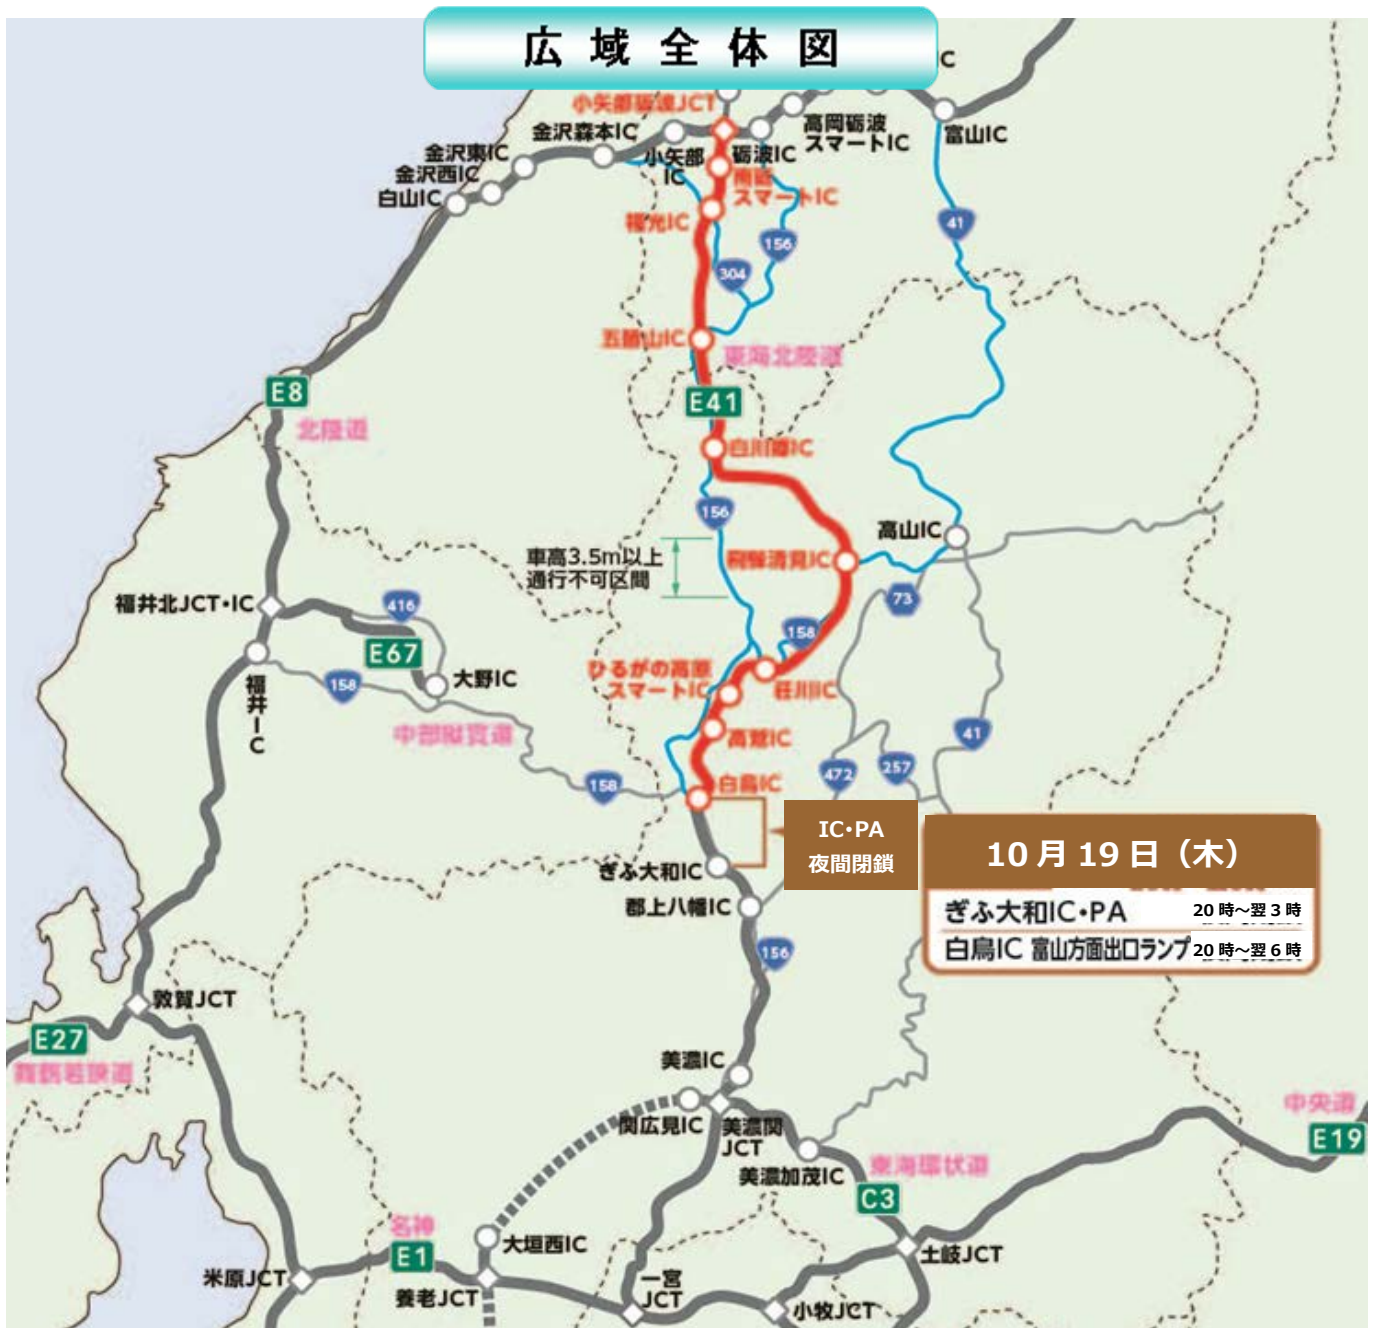 広域全体図
IC
小矢部砺波JCT
金沢森本IC
高岡砺波
スマートIC
富山IC
金沢東IC
小矢部
IC
砺波IC
金沢西IC
南砺
スマートIC
白山IC
福光IC
41
156
304
五箇山IC
東海北陸道
E8
E41
北陸道
白川郷IC
156
高山IC
車高3.5m以上
通行不可区間
飛騨清見IC
福井北JCT・IC
416
73
E67
158
ひるがの高原
スマートIC
大野IC
158
荘川IC
福井IC
中部縦貫道
高鷲IC
41
472
257
158
白鳥IC
IC・PA
夜間閉鎖
10月19日（木）
ぎふ大和IC
ぎふ大和IC・PA 20時～翌3時
郡上八幡IC
白鳥IC 富山方面出口ランプ 20時～翌6時
156
敦賀JCT
E27
舞鶴若狭道
美濃IC
関広見IC
美濃関
JCT
中央道
E19
美濃加茂IC
東海環状道
C3
名神
E1
大垣西IC
土岐JCT
米原JCT
養老JCT
一宮
JCT
小牧JCT